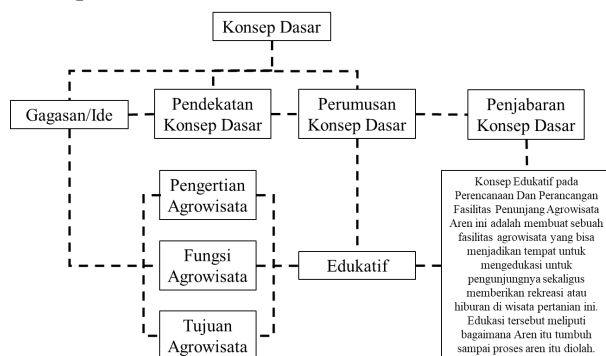 Konsep Dasar
Gagasan/Ide
Pendekatan
Konsep Dasar
Perumusan
Konsep Dasar
Penjabaran
Konsep Dasar
Pengertian
Agrowisata
Fungsi
Agrowisata
Tujuan
Agrowisata
Edukatif
Konsep Edukatif pada
Perencanaan Dan Perancangan
Fasilitas Penunjang Agrowisata
Aren ini adalah membuat sebuah
fasilitas agrowisata yang bisa
menjadikan tempat untuk
mengedukasi untuk
pengunjungnya sekaligus
memberikan rekreasi atau
hiburan di wisata pertanian ini.
Edukasi tersebut meliputi
bagaimana Aren itu tumbuh
sampai proses aren itu diolah.